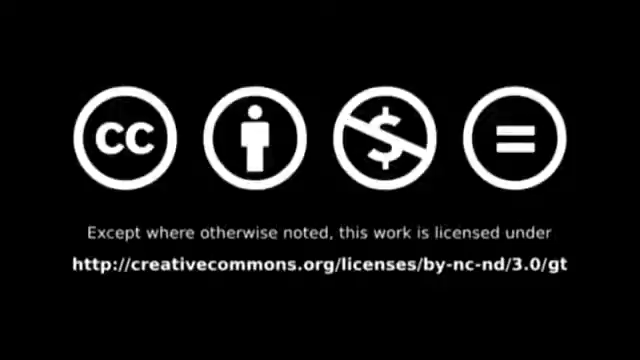 cc
$
=
Except where otherwise noted, this work is licensed under
http://creativecommons.org/licenses/by-nc-nd/3.0/gt